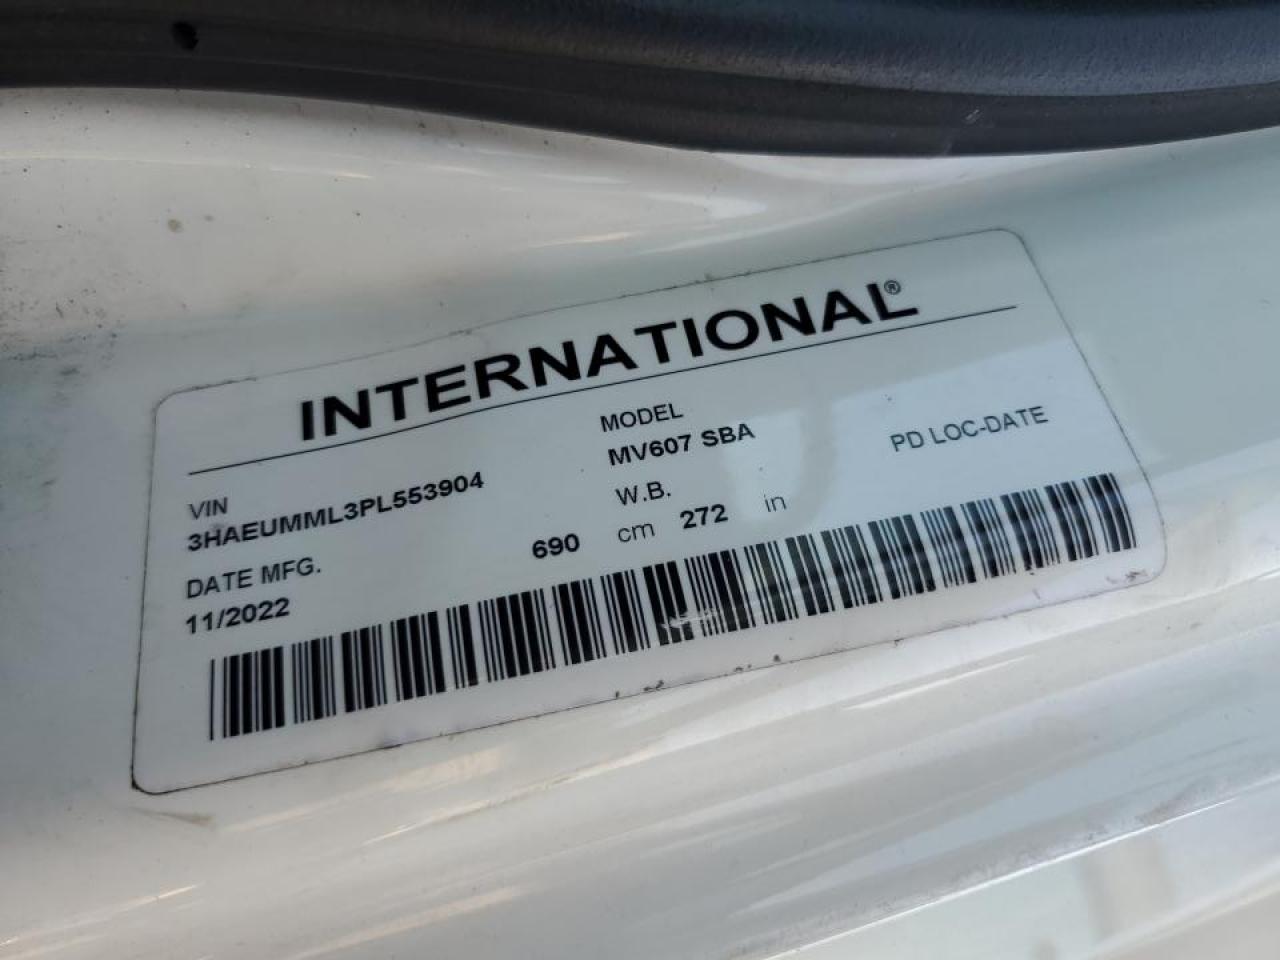 INTERNATIONAL®
VIN
3HAEUMML3PL553904
MODEL
MV607 SBA
PD LOC-DATE
DATE MFG.
11/2022
W.B.
690 cm 272 in